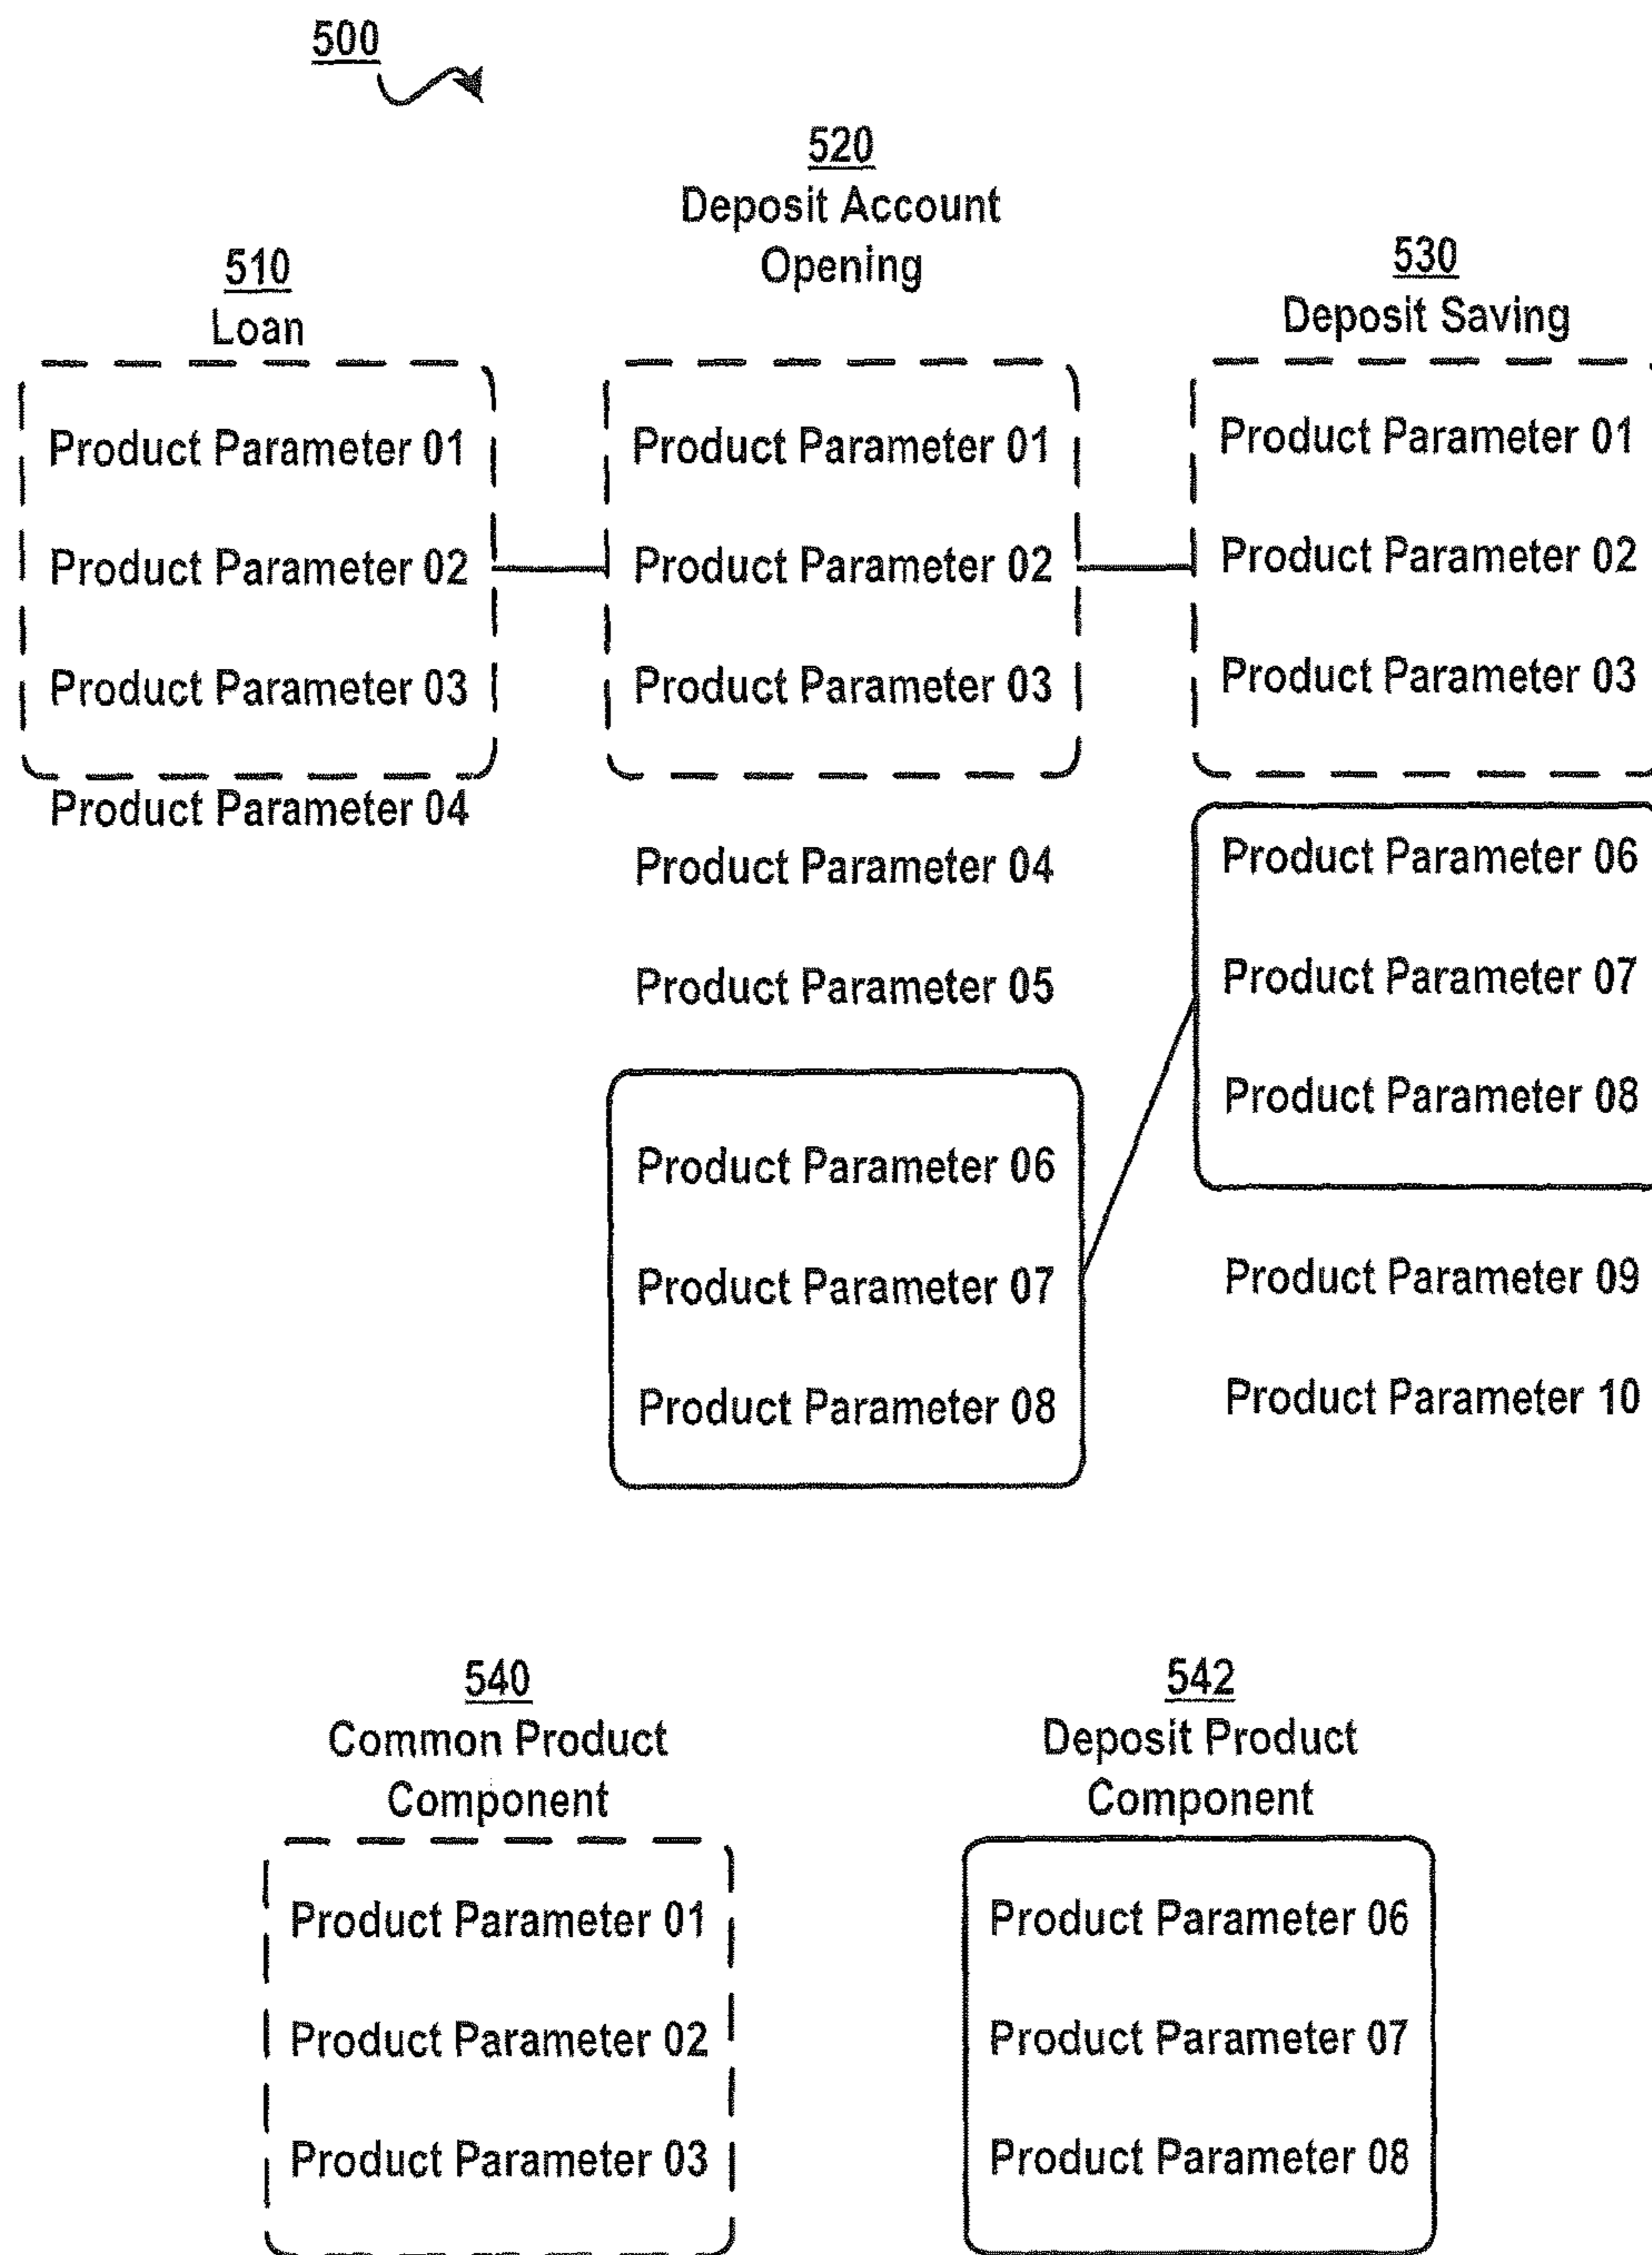 500
510
Loan
Product Parameter 01
Product Parameter 02
Product Parameter 03
Product Parameter 04
520
Deposit Account
Opening
Product Parameter 01
Product Parameter 02
Product Parameter 03
Product Parameter 04
Product Parameter 05
Product Parameter 06
Product Parameter 07
Product Parameter 08
530
Deposit Saving
Product Parameter 01
Product Parameter 02
Product Parameter 03
Product Parameter 06
Product Parameter 07
Product Parameter 08
Product Parameter 09
Product Parameter 10
540
Common Product
Component
Product Parameter 01
Product Parameter 02
Product Parameter 03
542
Deposit Product
Component
Product Parameter 06
Product Parameter 07
Product Parameter 08